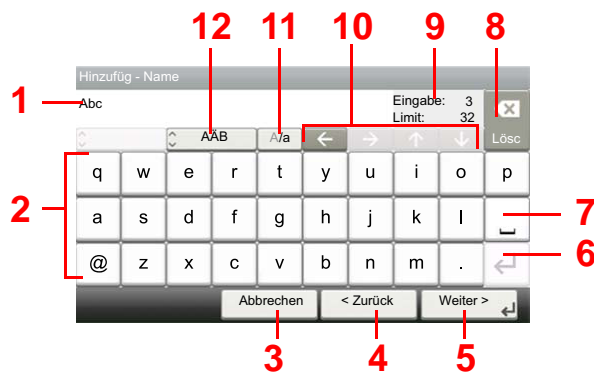 12 11 10 9 8
Hinzufüg - Name
1
Abc
Eingabe: 3
Limit: 32
AÄB A/a ← → ↑ ↓ Lösc
2
q w e r t y u i o p
a s d f g h j k l
7
@ z x c v b n m .
6
Abbrechen < Zurück Weiter >
3 4 5